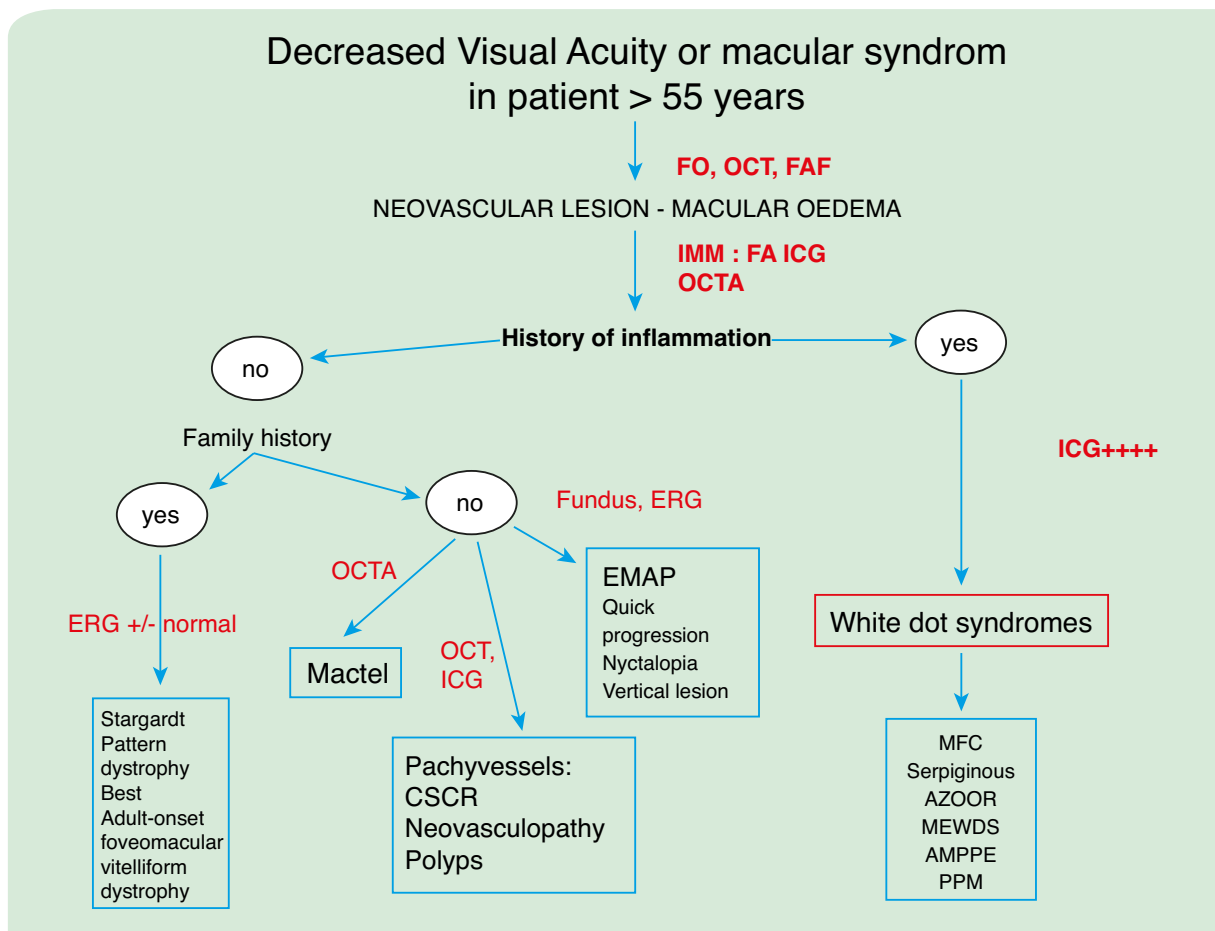 Decreased Visual Acuity or macular syndrom
in patient > 55 years
FO, OCT, FAF
NEOVASCULAR LESION - MACULAR OEDEMA
IMM : FA ICG
OCTA
History of inflammation
no
yes
Family history
ICG++++
yes
no
Fundus, ERG
OCTA
ERG +/- normal
OCT,
ICG
EMAP
Quick
progression
Nyctalopia
Vertical lesion
White dot syndromes
Mactel
Stargardt
Pattern
dystrophy
Best
Adult-onset
foveomacular
vitelliform
dystrophy
Pachyvessels:
CSCR
Neovasculopathy
Polyps
MFC
Serpiginous
AZOOR
MEWDS
AMPPE
PPM